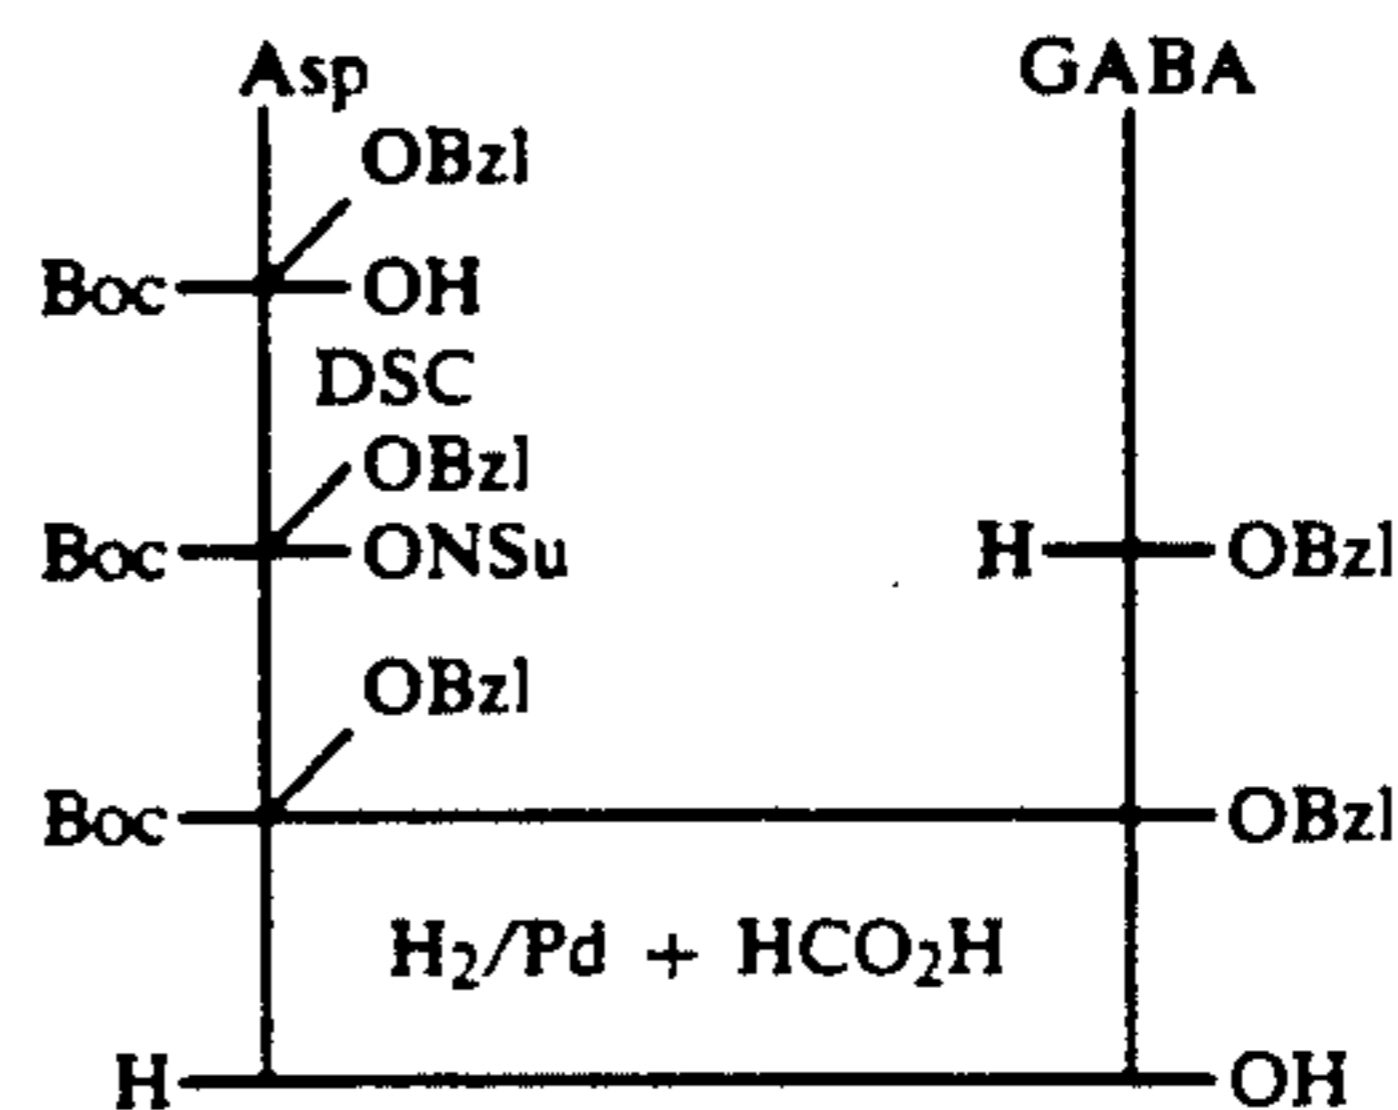 Asp GABA
OBzl
Boc OH
DSC
OBzl
Boc ONSu H OBzl
OBzl
Boc OBzl
H₂/Pd + HCO₂H
H OH